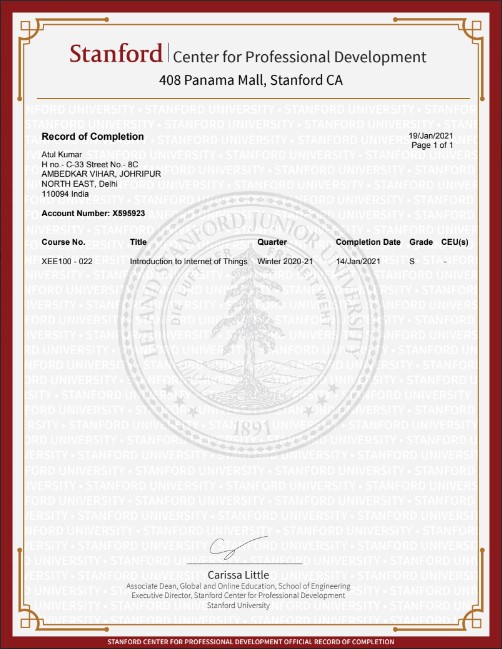 Stanford | Center for Professional Development
408 Panama Mall, Stanford CA
Record of Completion
19/Jan/2021
Page 1 of 1
Atul Kumar
H no - C-33 Street No.- 8C
AMBEDKAR VIHAR, JOHRIPUR
NORTH EAST, Delhi
110094 India
Account Number: X595923
Course No. Title Quarter Completion Date Grade CEU(s)
XEE100 - 022 Introduction to Internet of Things Winter 2020-21 14/Jan/2021 S -
LELAND STANFORD JUNIOR UNIVERSITY
DIE LUFT DER FREIHEIT WEHT
1891
Carissa Little
Associate Dean, Global and Online Education, School of Engineering
Executive Director, Stanford Center for Professional Development
Stanford University
STANFORD CENTER FOR PROFESSIONAL DEVELOPMENT OFFICIAL RECORD OF COMPLETION